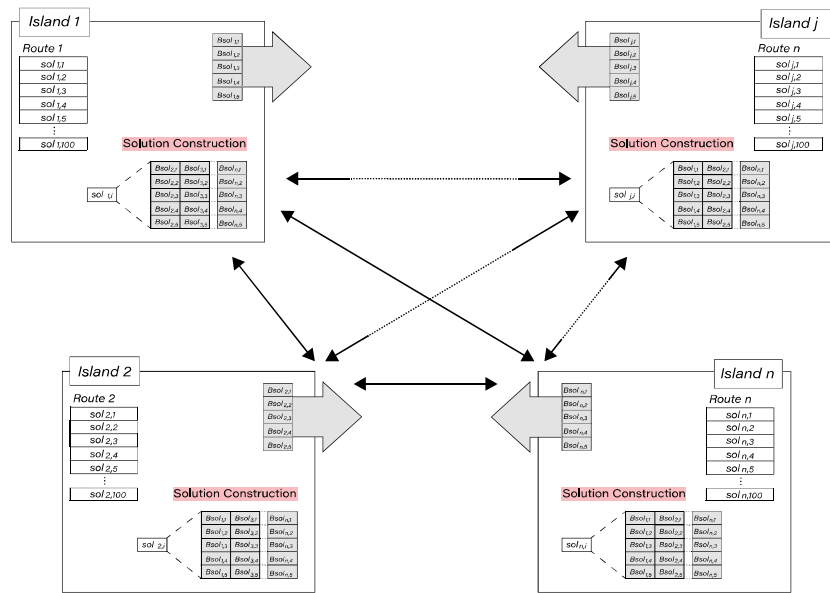 Island 1
Route 1
sol 1,1
sol 1,2
sol 1,3
sol 1,4
sol 1,5
⋮
sol 1,100
Bsol 1,1
Bsol 1,2
Bsol 1,3
Bsol 1,4
Bsol 1,5
Solution Construction
sol 1,i
Bsol 2,1 Bsol 3,1 Bsol n,1
Bsol 2,2 Bsol 3,2 Bsol n,2
Bsol 2,3 Bsol 3,3 Bsol n,3
Bsol 2,4 Bsol 3,4 Bsol n,4
Bsol 2,5 Bsol 3,5 Bsol n,5
Island j
Route n
sol j,1
sol j,2
sol j,3
sol j,4
sol j,5
⋮
sol j,100
Bsol j,1
Bsol j,2
Bsol j,3
Bsol j,4
Bsol j,5
Solution Construction
sol j,i
Bsol 1,1 Bsol 2,1 Bsol n,1
Bsol 1,2 Bsol 2,2 Bsol n,2
Bsol 1,3 Bsol 2,3 Bsol n,3
Bsol 1,4 Bsol 2,4 Bsol n,4
Bsol 1,5 Bsol 2,5 Bsol n,5
Island 2
Route 2
sol 2,1
sol 2,2
sol 2,3
sol 2,4
sol 2,5
⋮
sol 2,100
Bsol 2,1
Bsol 2,2
Bsol 2,3
Bsol 2,4
Bsol 2,5
Solution Construction
sol 2,i
Bsol 1,1 Bsol 3,1 Bsol n,1
Bsol 1,2 Bsol 3,2 Bsol n,2
Bsol 1,3 Bsol 3,3 Bsol n,3
Bsol 1,4 Bsol 3,4 Bsol n,4
Bsol 1,5 Bsol 3,5 Bsol n,5
Island n
Route n
sol n,1
sol n,2
sol n,3
sol n,4
sol n,5
⋮
sol n,100
Bsol n,1
Bsol n,2
Bsol n,3
Bsol n,4
Bsol n,5
Solution Construction
sol n,i
Bsol 1,1 Bsol 2,1 Bsol n,1
Bsol 1,2 Bsol 2,2 Bsol n,2
Bsol 1,3 Bsol 2,3 Bsol n,3
Bsol 1,4 Bsol 2,4 Bsol n,4
Bsol 1,5 Bsol 2,5 Bsol n,5